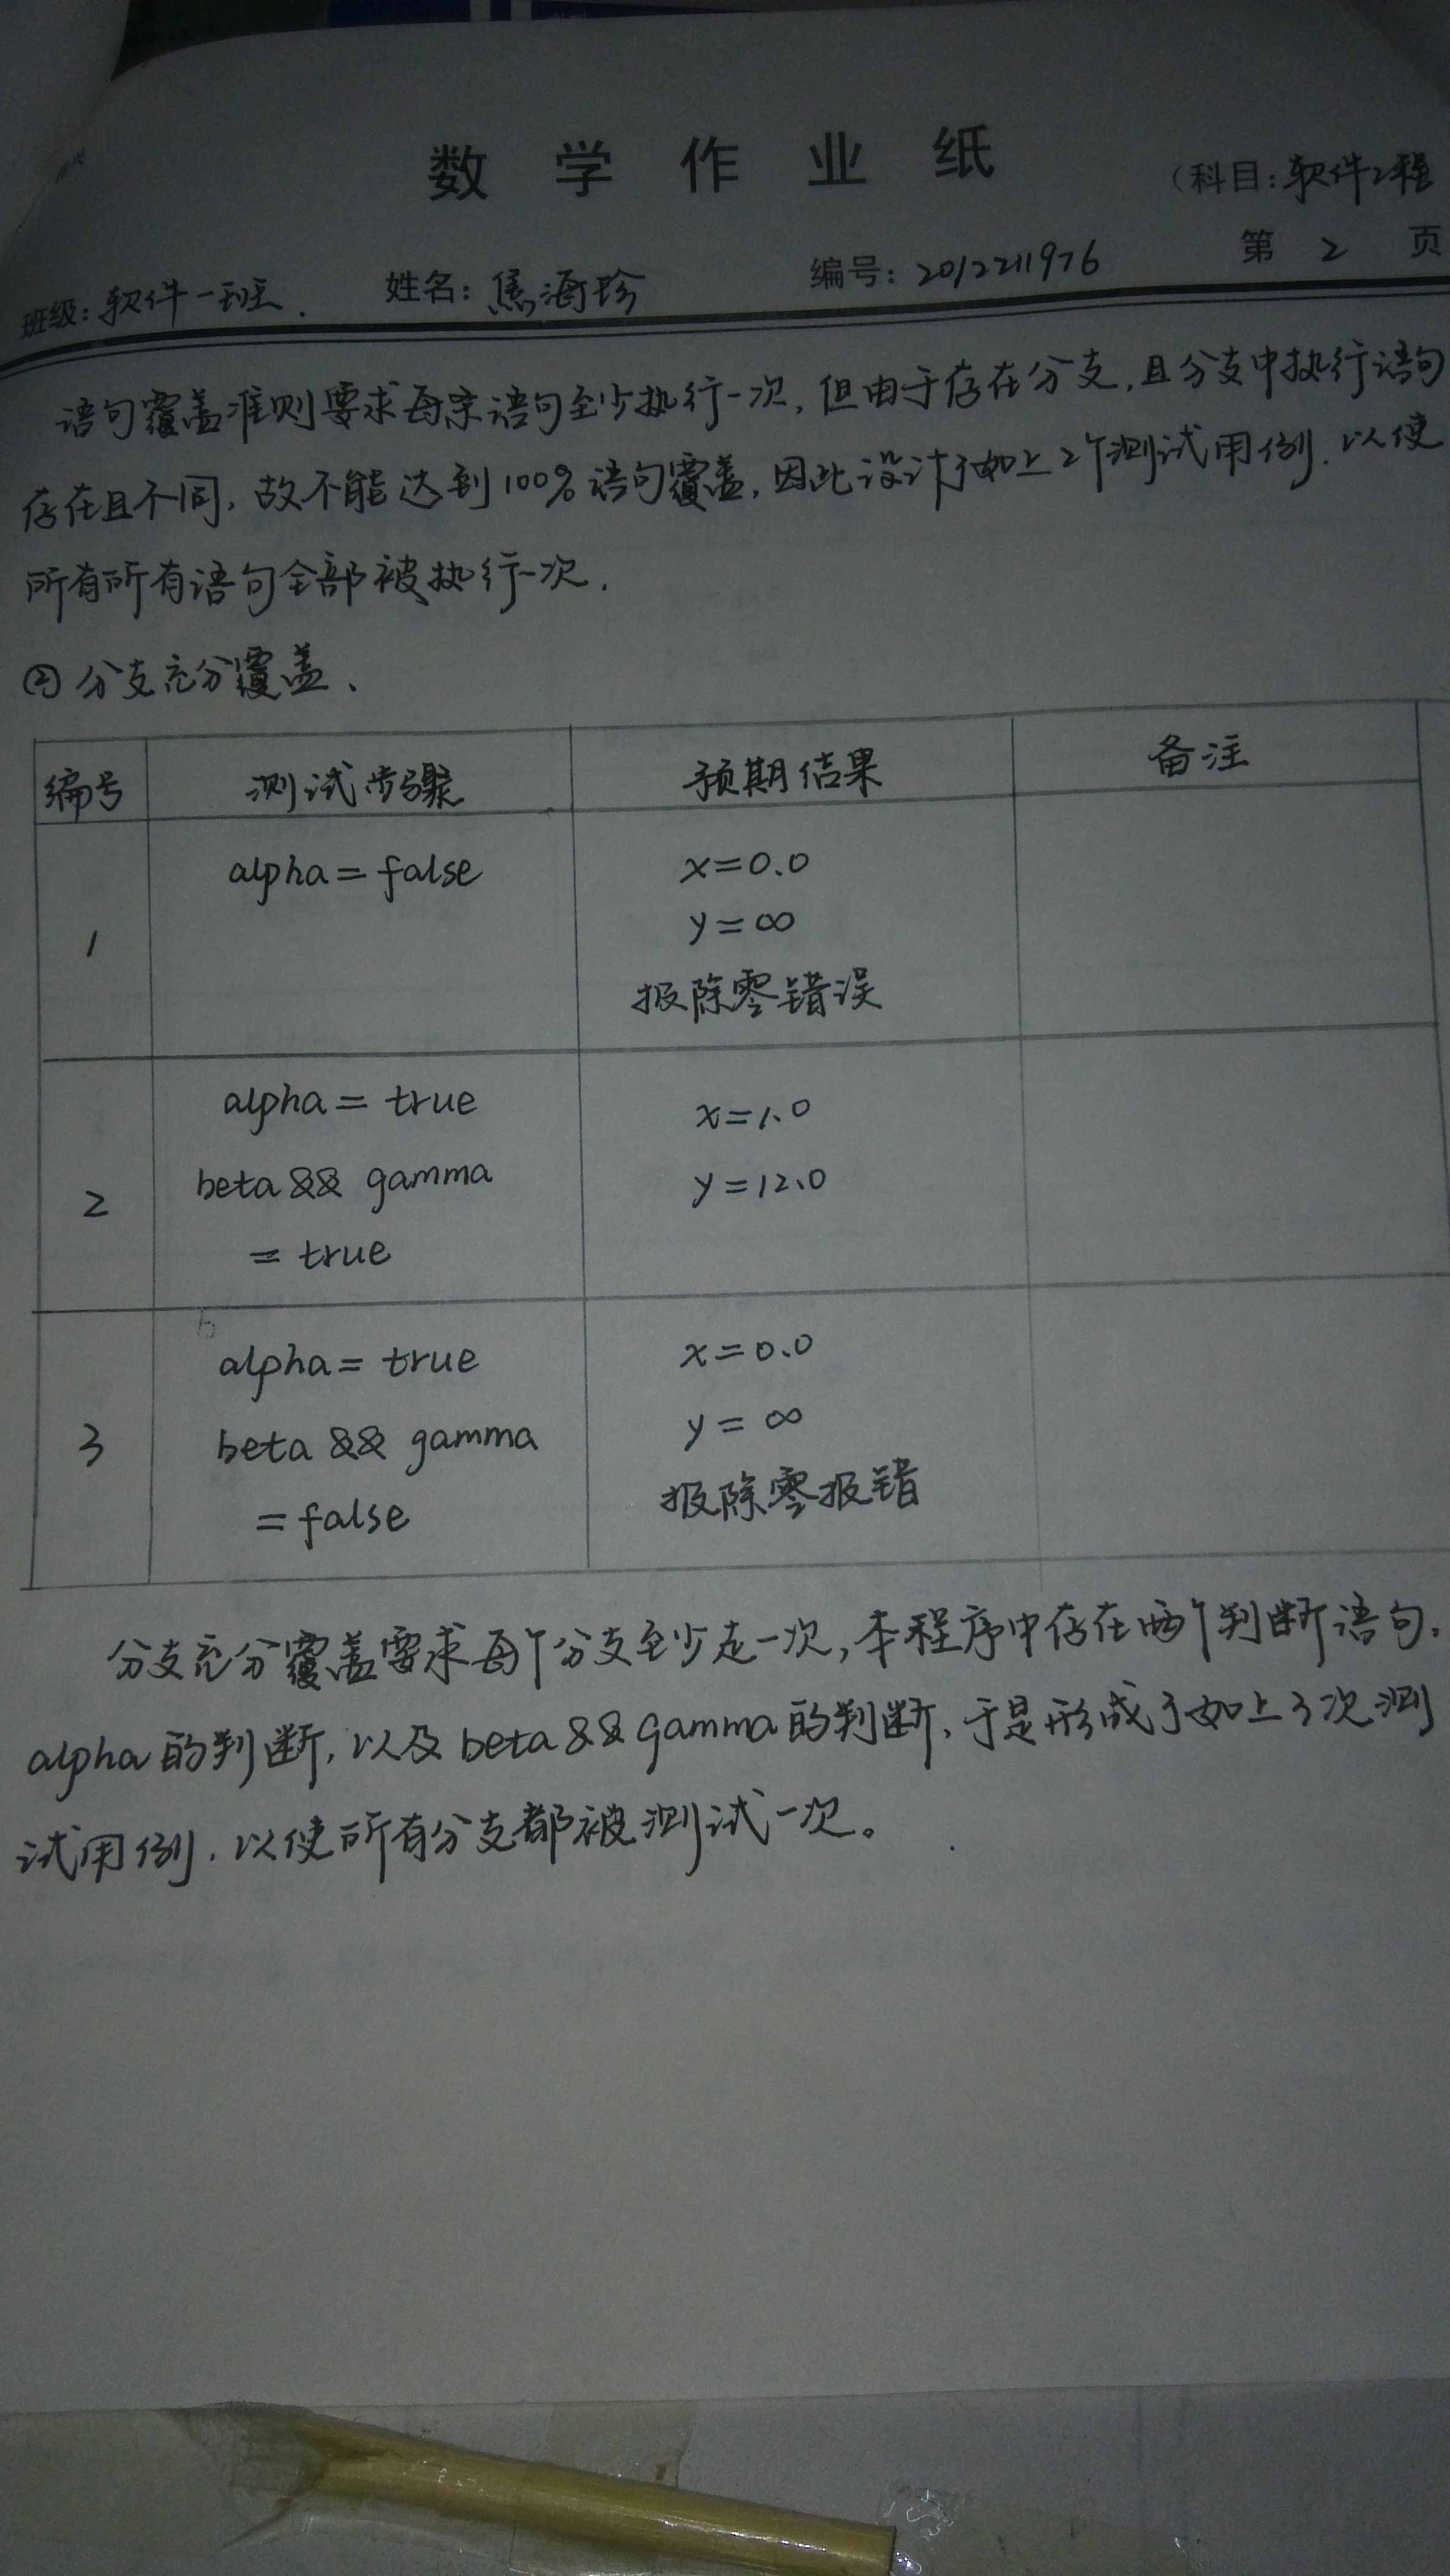 数学作业纸
(科目:软件工程
班级:软件一班. 姓名:焦海珍 编号:2012211976 第 2 页
语句覆盖准则要求每条语句至少执行一次,但由于存在分支,且分支中执行语句
存在且不同,故不能达到100%语句覆盖,因此设计了如上2个测试用例.以使
所有所有语句全部被执行一次.
② 分支充分覆盖、
编号 测试步骤 预期结果 备注
1 alpha = false x=0.0
y=∞
报除零错误
2 alpha = true x=1.0
beta && gamma y=12.0
= true
3 alpha = true x=0.0
beta && gamma y=∞
= false 报除零报错
分支充分覆盖要求每个分支至少走一次,本程序中存在两个判断语句,
alpha的判断,以及beta && gamma的判断,于是形成了如上3次测
试用例.以使所有分支都被测试一次。